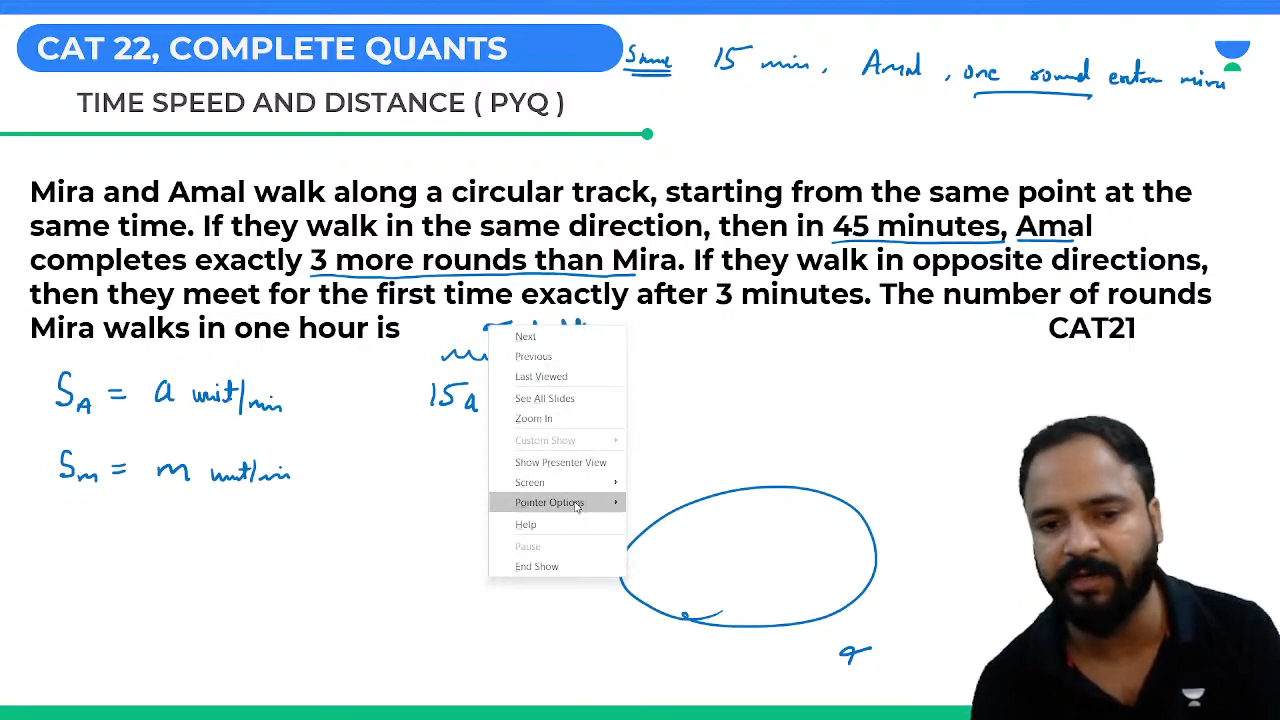 CAT 22, COMPLETE QUANTS
Same 15 min, Amal, one round extra mira
TIME SPEED AND DISTANCE ( PYQ )
Mira and Amal walk along a circular track, starting from the same point at the
same time. If they walk in the same direction, then in 45 minutes, Amal
completes exactly 3 more rounds than Mira. If they walk in opposite directions,
then they meet for the first time exactly after 3 minutes. The number of rounds
Mira walks in one hour is CAT21
S_A = a unit/min
15a
S_m = m unit/min
Next
Previous
Last Viewed
See All Slides
Zoom In
Custom Show
Show Presenter View
Screen
Pointer Options
Help
Pause
End Show